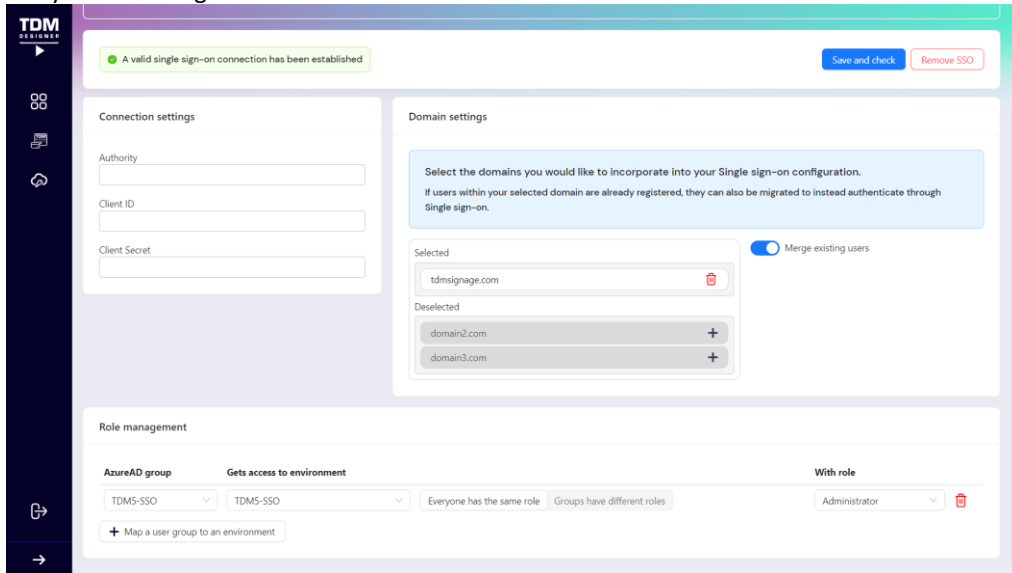 TDM
DESIGNER
A valid single sign-on connection has been established
Save and check
Remove SSO
Connection settings
Authority
Client ID
Client Secret
Domain settings
Select the domains you would like to incorporate into your Single sign-on configuration.
If users within your selected domain are already registered, they can also be migrated to instead authenticate through
Single sign-on.
Selected
tdmsignage.com
Deselected
domain2.com
domain3.com
Merge existing users
Role management
AzureAD group Gets access to environment With role
TDM5-SSO TDM5-SSO Everyone has the same role Groups have different roles Administrator
Map a user group to an environment